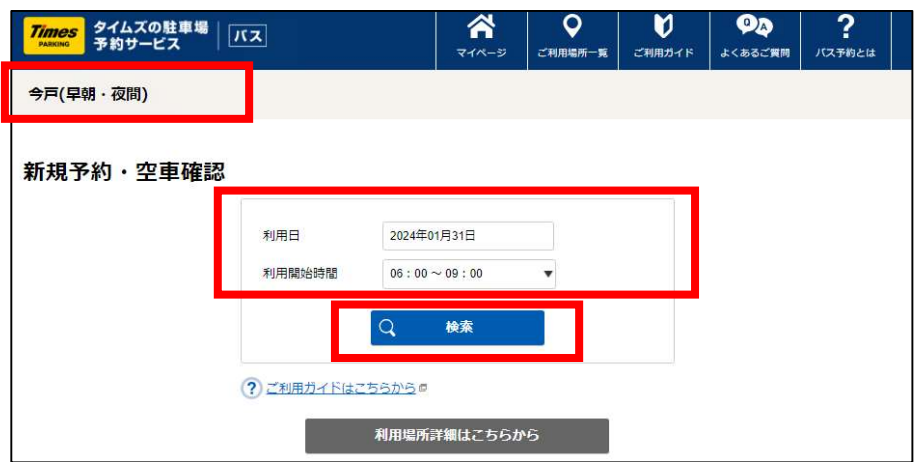 Times PARKING タイムズの駐車場予約サービス バス
マイページ ご利用場所一覧 ご利用ガイド よくあるご質問 バス予約とは
今戸(早朝・夜間)
新規予約・空車確認
利用日 2024年01月31日
利用開始時間 06：00 ～ 09：00
検索
ご利用ガイドはこちらから
利用場所詳細はこちらから